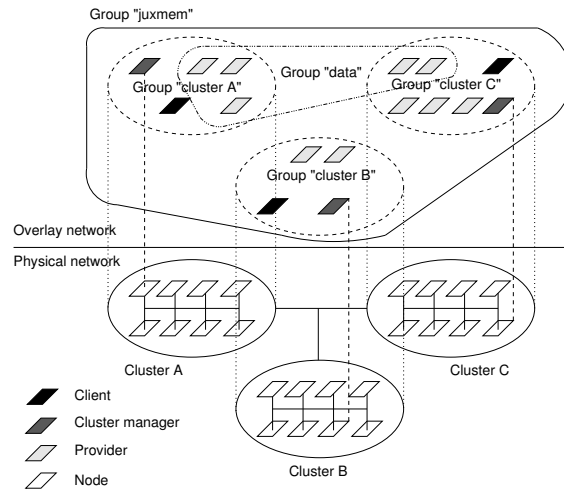 Group "juxmem"
Group "data"
Group "cluster A"
Group "cluster C"
Group "cluster B"
Overlay network
Physical network
Cluster A
Cluster C
Cluster B
Client
Cluster manager
Provider
Node